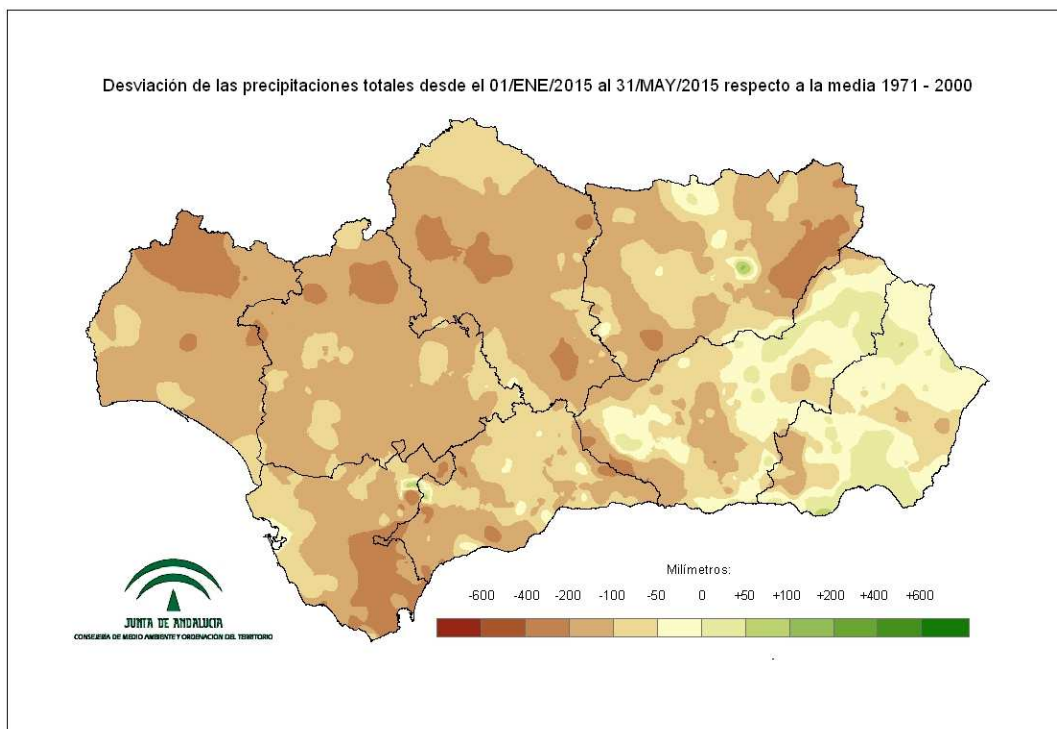 Desviación de las precipitaciones totales desde el 01/ENE/2015 al 31/MAY/2015 respecto a la media 1971 - 2000
Milímetros:
-600 -400 -200 -100 -50 0 +50 +100 +200 +400 +600
JUNTA DE ANDALUCIA
CONSEJERÍA DE MEDIO AMBIENTE Y ORDENACIÓN DEL TERRITORIO